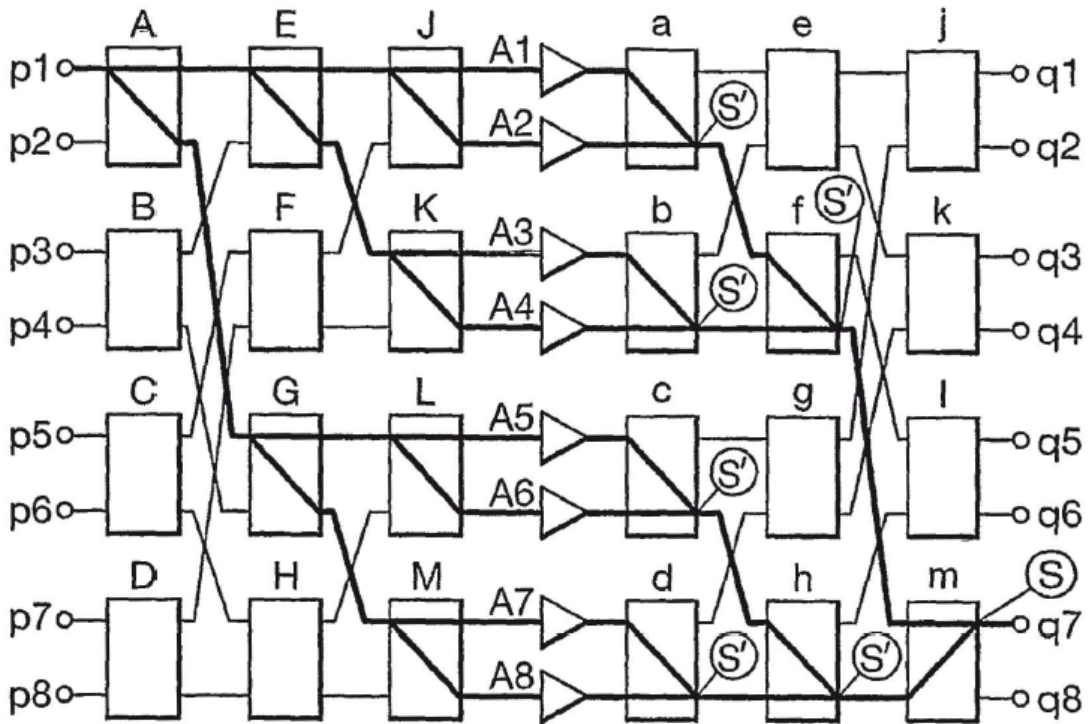 A E J a e j
p1 A1 q1
S'
p2 A2 q2
B F K b f k
S'
p3 A3 q3
S'
p4 A4 q4
C G L c g l
p5 A5 q5
S'
p6 A6 q6
D H M d h m
S
p7 A7 q7
S' S'
p8 A8 q8